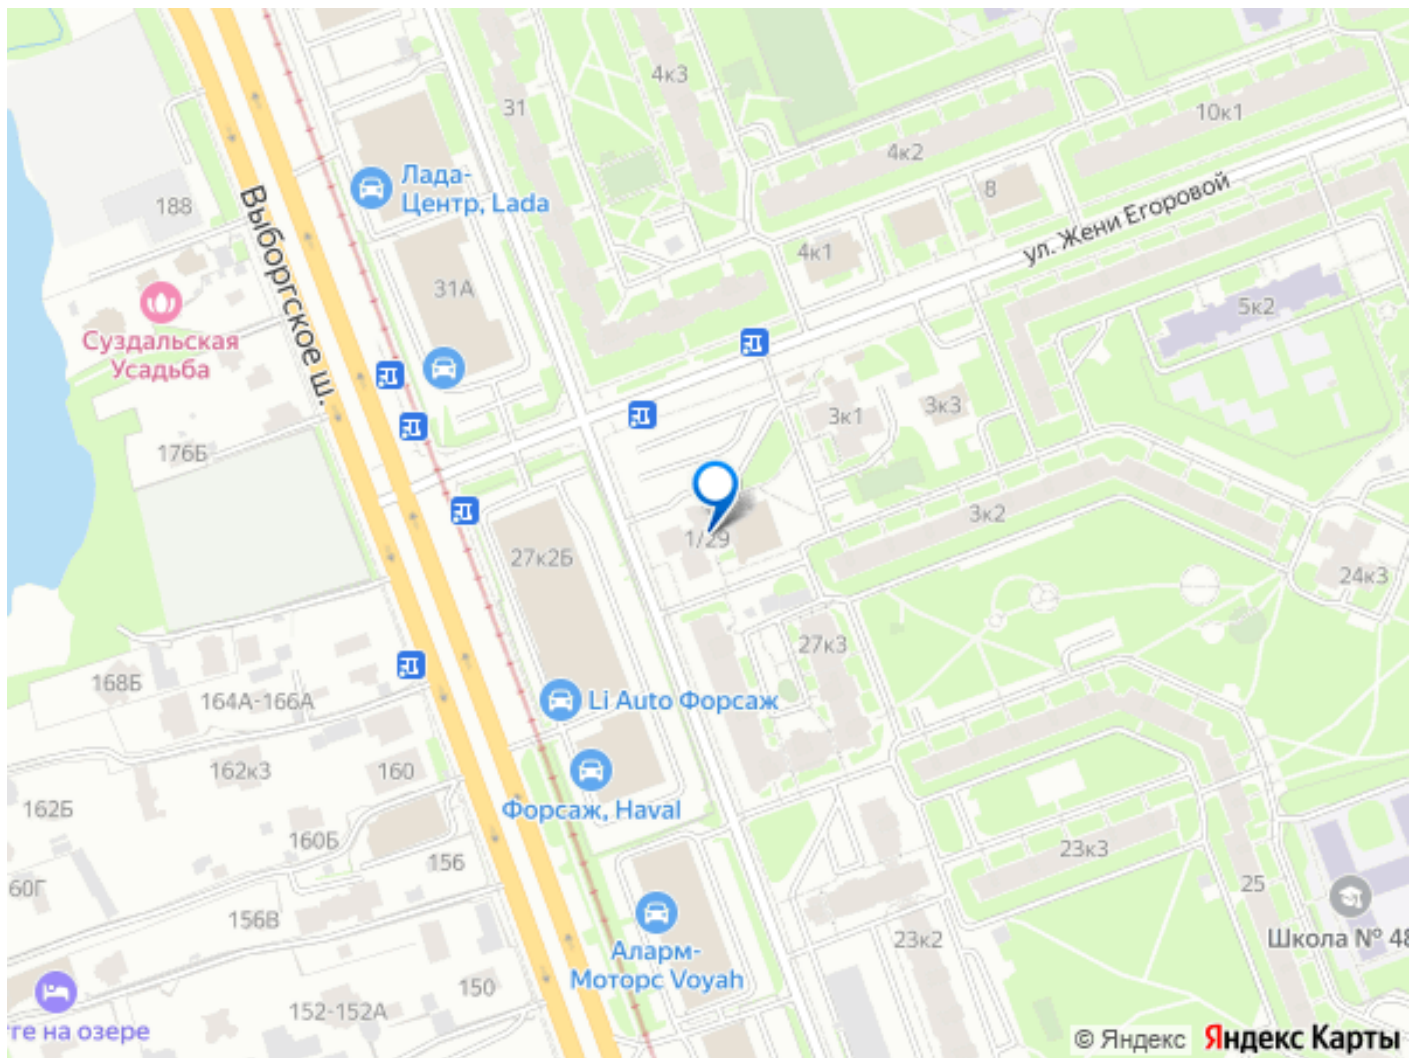 4к3
31
10к1
4к2
Лада-
Центр, Lada
8
188
ул. Жени Егоровой
Выборгское ш.
4к1
31А
5к2
Суздальская
Усадьба
3к1
3к3
176Б
3к2
1/29
27к2Б
24к3
27к3
168Б
164А-166А
Li Auto Форсаж
162к3
160
162Б
Форсаж, Haval
160Б
156
23к3
60Г
25
156В
Школа № 48
23к2
Аларм-
Моторс Voyah
150
152-152А
тге на озере
© Яндекс
Яндекс Карты